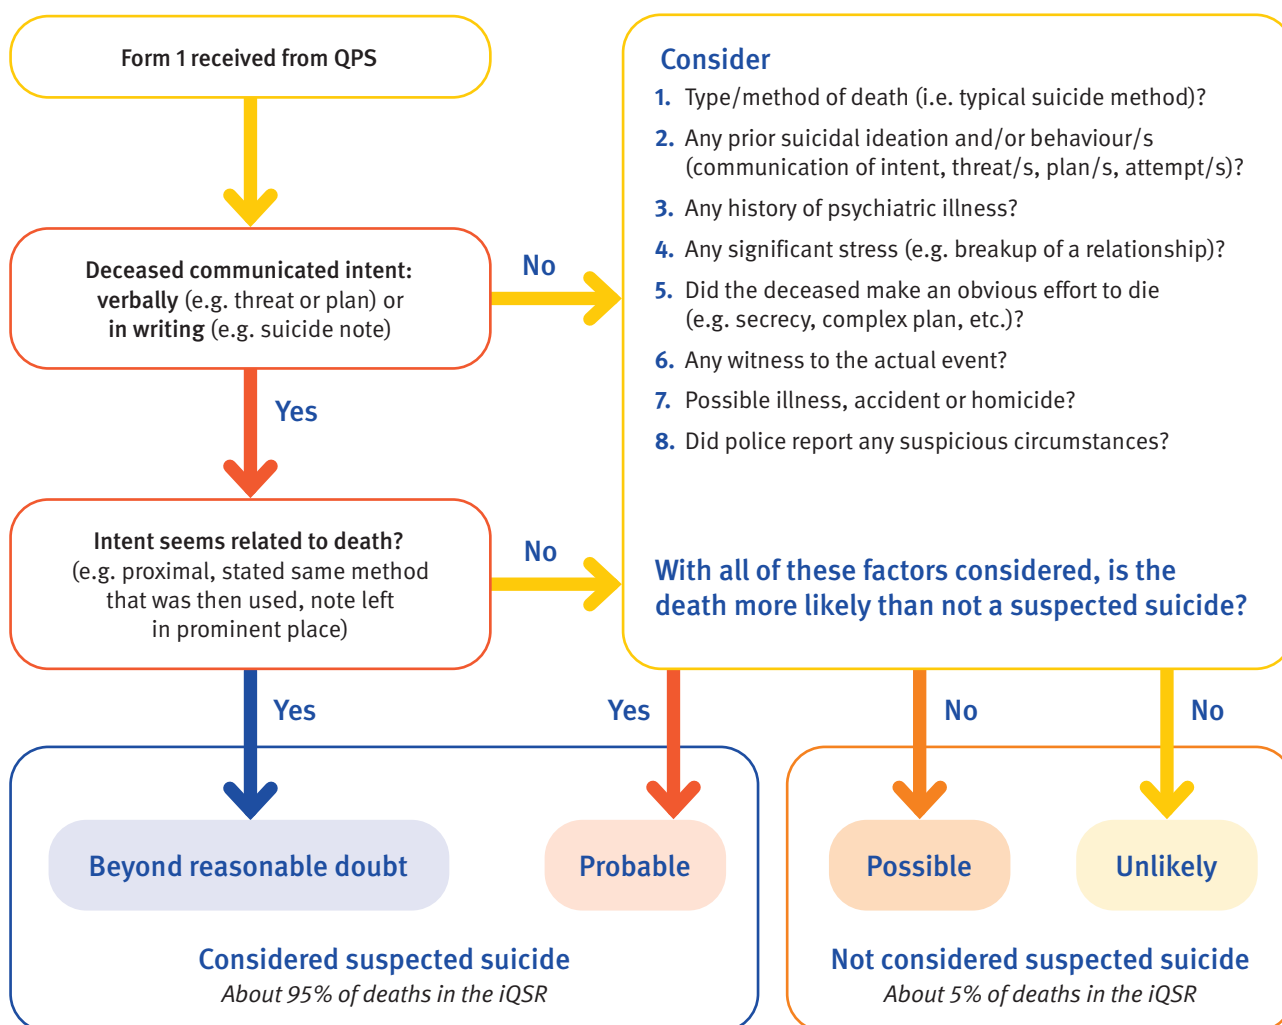 Form 1 received from QPS
Deceased communicated intent:
verbally (e.g. threat or plan) or
in writing (e.g. suicide note)
No
Yes
Intent seems related to death?
(e.g. proximal, stated same method
that was then used, note left
in prominent place)
No
Consider
1. Type/method of death (i.e. typical suicide method)?
2. Any prior suicidal ideation and/or behaviour/s
(communication of intent, threat/s, plan/s, attempt/s)?
3. Any history of psychiatric illness?
4. Any significant stress (e.g. breakup of a relationship)?
5. Did the deceased make an obvious effort to die
(e.g. secrecy, complex plan, etc.)?
6. Any witness to the actual event?
7. Possible illness, accident or homicide?
8. Did police report any suspicious circumstances?
With all of these factors considered, is the
death more likely than not a suspected suicide?
Yes
Yes
No
No
Beyond reasonable doubt
Probable
Considered suspected suicide
About 95% of deaths in the iQSR
Possible
Unlikely
Not considered suspected suicide
About 5% of deaths in the iQSR